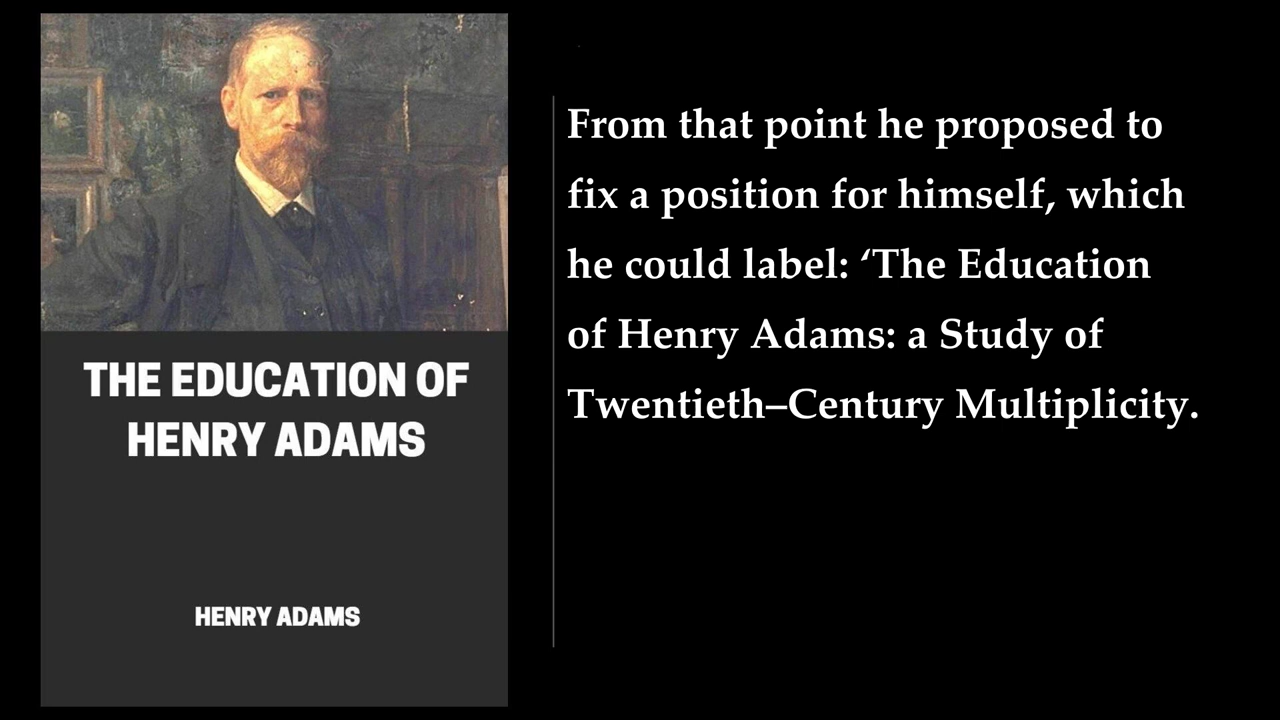 THE EDUCATION OF
HENRY ADAMS
HENRY ADAMS
From that point he proposed to
fix a position for himself, which
he could label: ‘The Education
of Henry Adams: a Study of
Twentieth–Century Multiplicity.